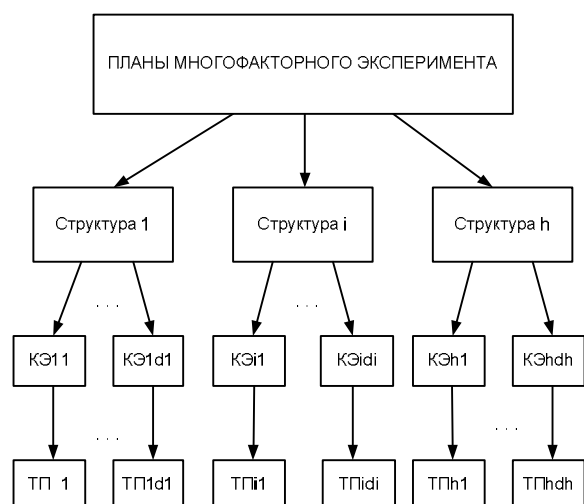 ПЛАНЫ МНОГОФАКТОРНОГО ЭКСПЕРИМЕНТА
Структура 1 Структура i Структура h
. . . . . .
КЭ11 КЭ1d1 КЭi1 КЭidi КЭh1 КЭhdh
. . . . . .
ТП 1 ТП1d1 ТПi1 ТПidi ТПh1 ТПhdh